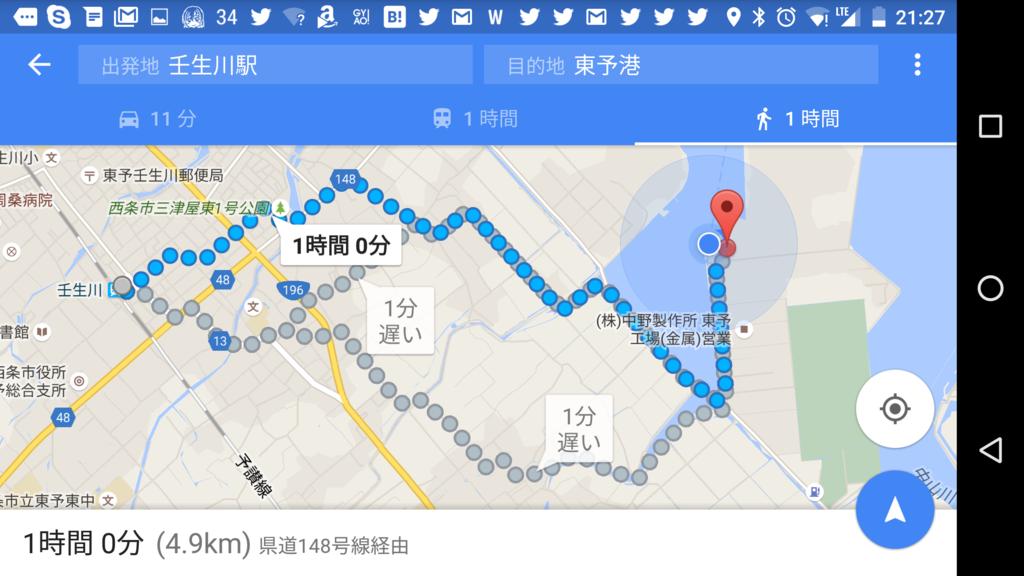 34
GYAO!
B!
W
LTE
21:27
出発地 壬生川駅
目的地 東予港
11 分
1 時間
1 時間
生川小 文
東予壬生川郵便局
148
周桑病院
西条市三津屋東1号公園
1時間 0分
48
壬生川
196
文
1分
遅い
(株)中野製作所 東予
工場(金属)営業
書館
13
西条市役所
予総合支所
1分
遅い
48
予讃線
中山川
条市立東予東中 文
1時間 0分 (4.9km) 県道148号線経由